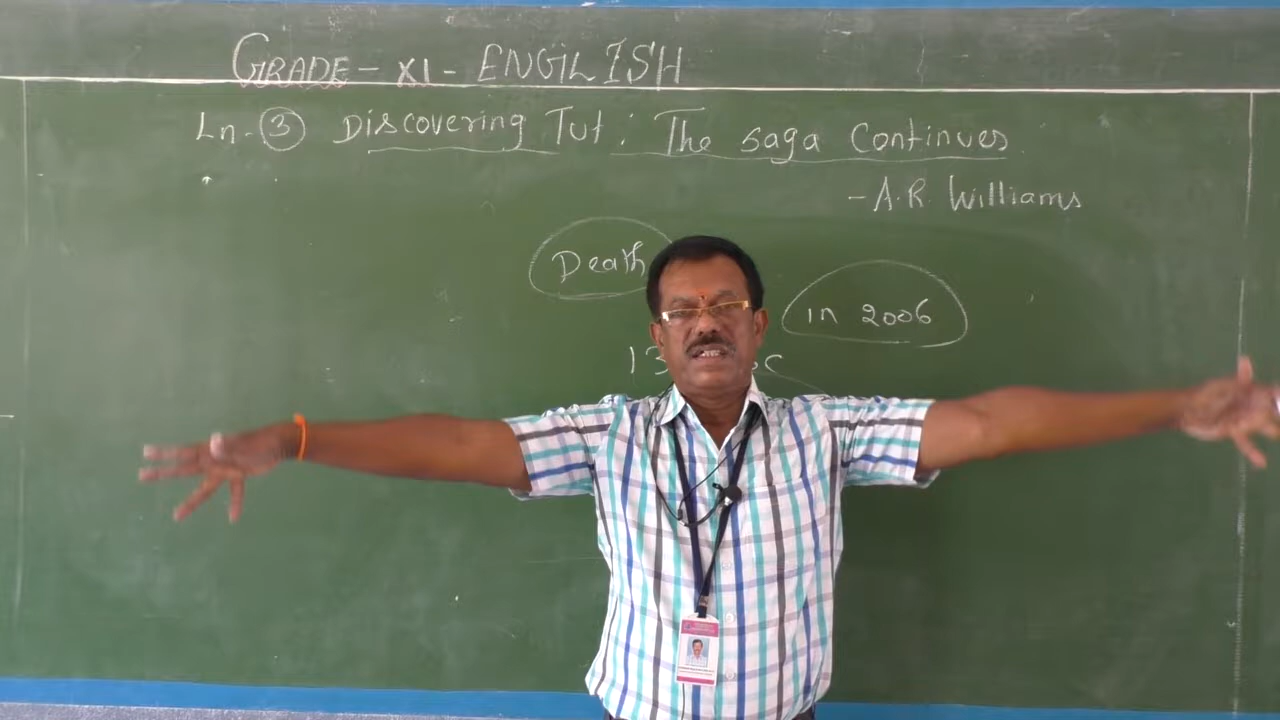 GRADE - XI - ENGLISH
Ln. 3 Discovering Tut: The saga Continues
- A.R. Williams
Death
in 2006